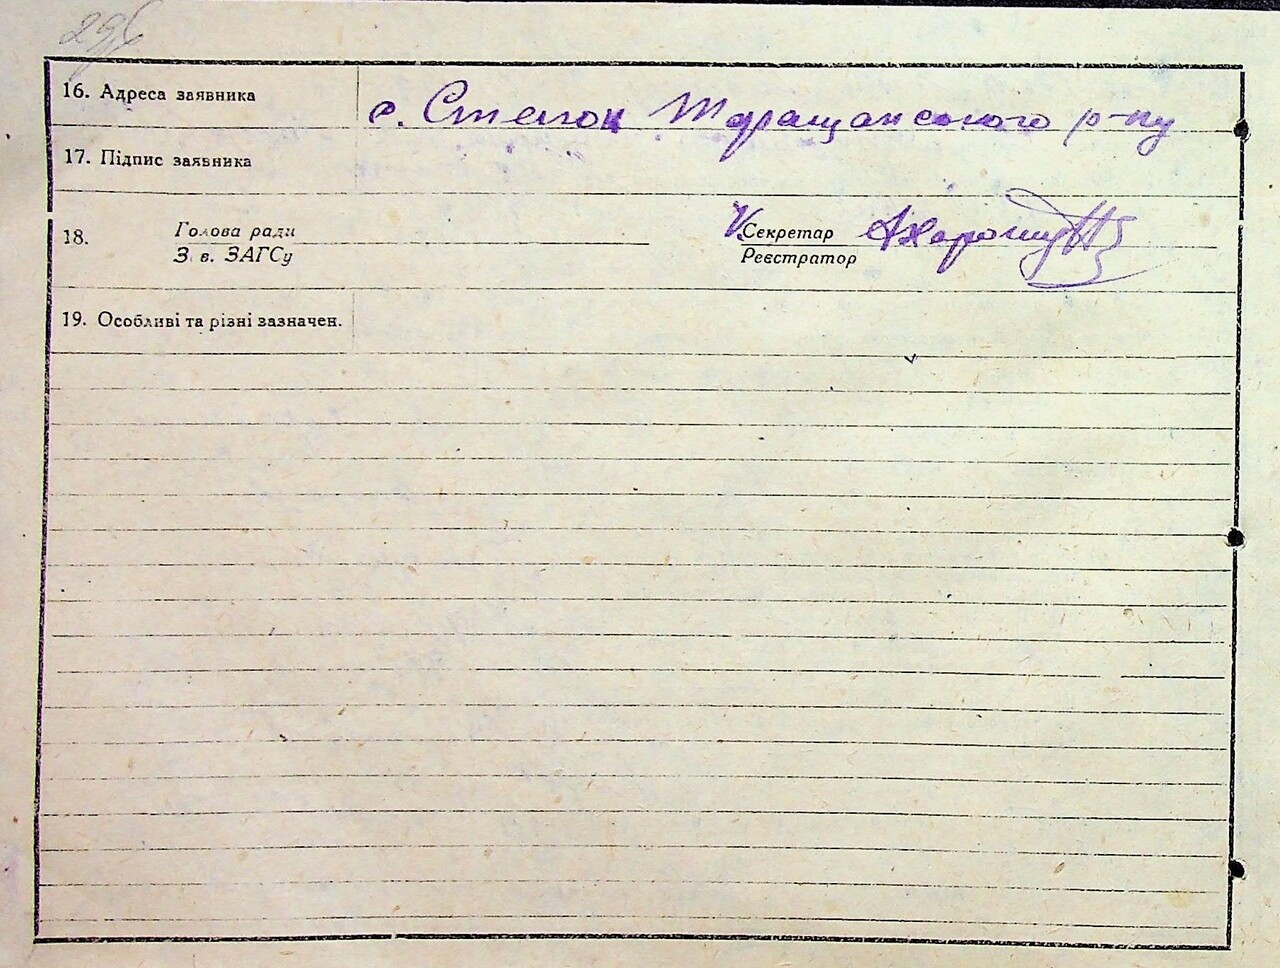 16. Адреса заявника с. Степок Таращанського р-ну
17. Підпис заявника
18. Голова ради Секретар
З в. ЗАГСу Реєстратор
19. Особливі та різні зазначен.